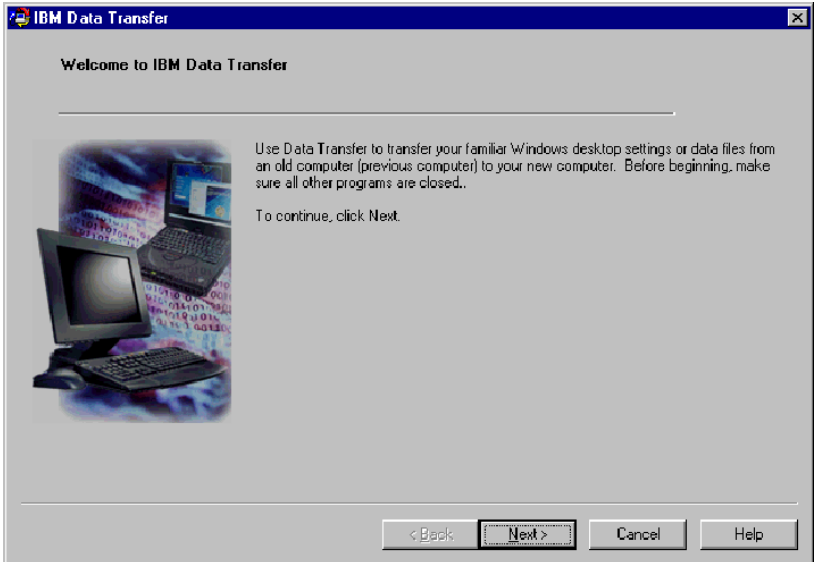 IBM Data Transfer
Welcome to IBM Data Transfer
Use Data Transfer to transfer your familiar Windows desktop settings or data files from
an old computer (previous computer) to your new computer.  Before beginning, make
sure all other programs are closed..
To continue, click Next.
< Back Next > Cancel Help